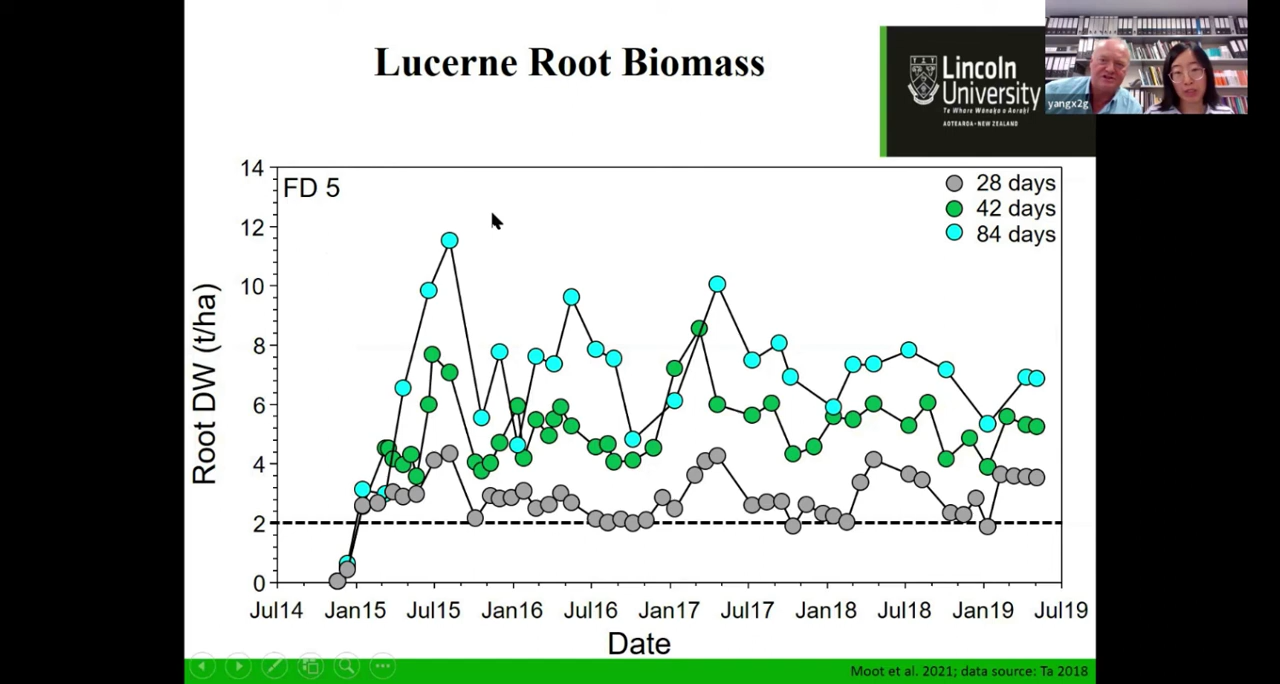 Lucerne Root Biomass
Lincoln
University
Te Whare Wānaka o Aoraki
AOTEAROA • NEW ZEALAND
yangx2g
FD 5
28 days
42 days
84 days
14
12
10
8
6
4
2
0
Root DW (t/ha)
Jul14 Jan15 Jul15 Jan16 Jul16 Jan17 Jul17 Jan18 Jul18 Jan19 Jul19
Date
Moot et al. 2021; data source: Ta 2018